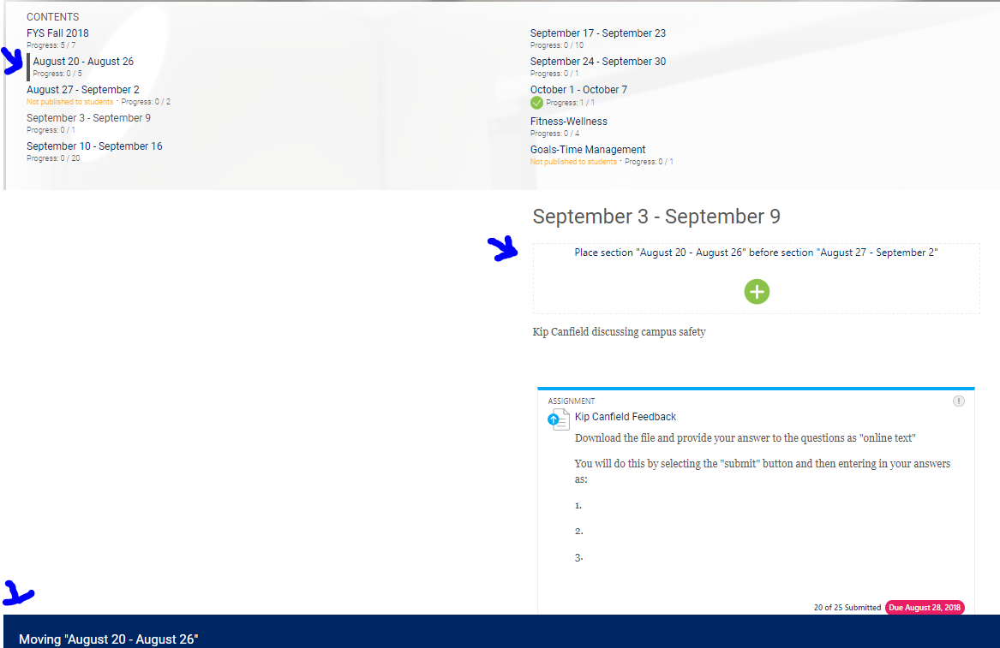 CONTENTS
FYS Fall 2018
Progress: 5 / 7
August 20 - August 26
Progress: 0 / 5
August 27 - September 2
Not published to students · Progress: 0 / 2
September 3 - September 9
Progress: 0 / 1
September 10 - September 16
Progress: 0 / 20
September 17 - September 23
Progress: 0 / 10
September 24 - September 30
Progress: 0 / 1
October 1 - October 7
Progress: 1 / 1
Fitness-Wellness
Progress: 0 / 4
Goals-Time Management
Not published to students · Progress: 0 / 1
September 3 - September 9
Place section "August 20 - August 26" before section "August 27 - September 2"
Kip Canfield discussing campus safety
ASSIGNMENT
Kip Canfield Feedback
Download the file and provide your answer to the questions as "online text"
You will do this by selecting the "submit" button and then entering in your answers
as:
1.
2.
3.
20 of 25 Submitted Due August 28, 2018
Moving "August 20 - August 26"